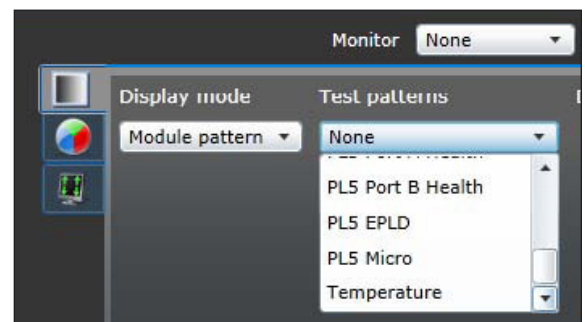 Monitor None
Display mode Test patterns
Module pattern None
PL5 Port B Health
PL5 EPLD
PL5 Micro
Temperature